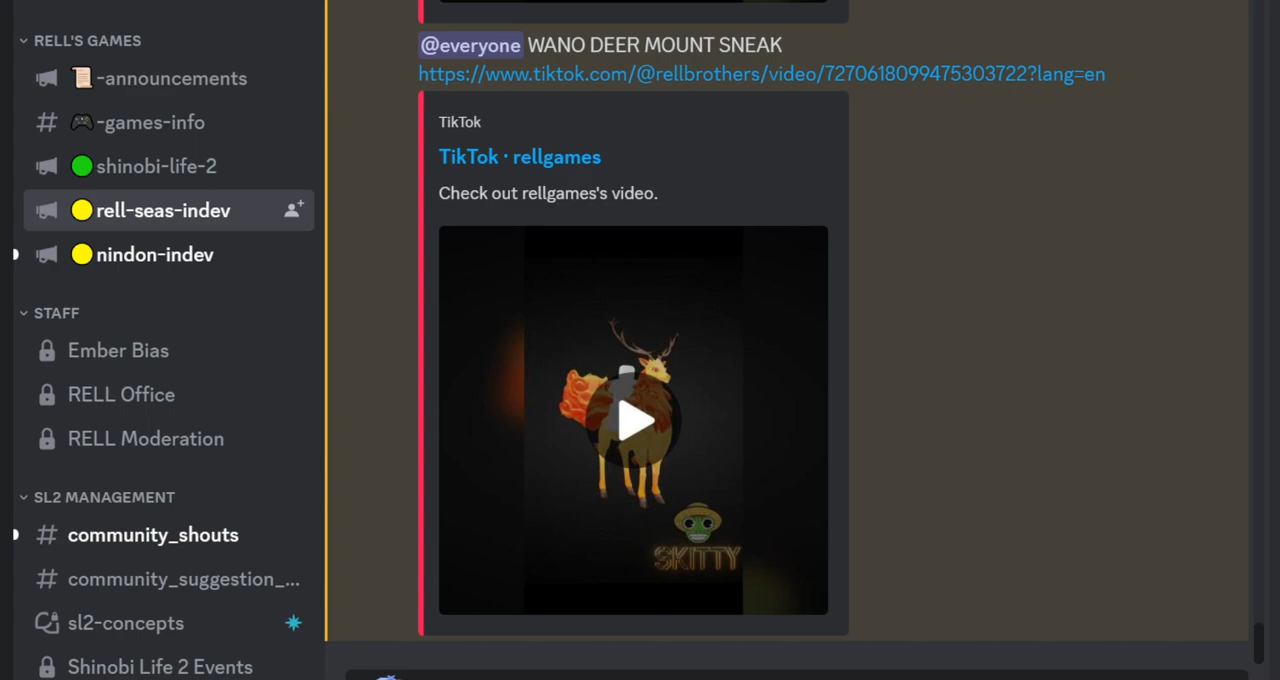 RELL'S GAMES
-announcements
-games-info
shinobi-life-2
rell-seas-indev
nindon-indev
STAFF
Ember Bias
RELL Office
RELL Moderation
SL2 MANAGEMENT
community_shouts
community_suggestion_...
sl2-concepts
Shinobi Life 2 Events
@everyone WANO DEER MOUNT SNEAK
https://www.tiktok.com/@rellbrothers/video/7270618099475303722?lang=en
TikTok
TikTok · rellgames
Check out rellgames's video.
SKITTY